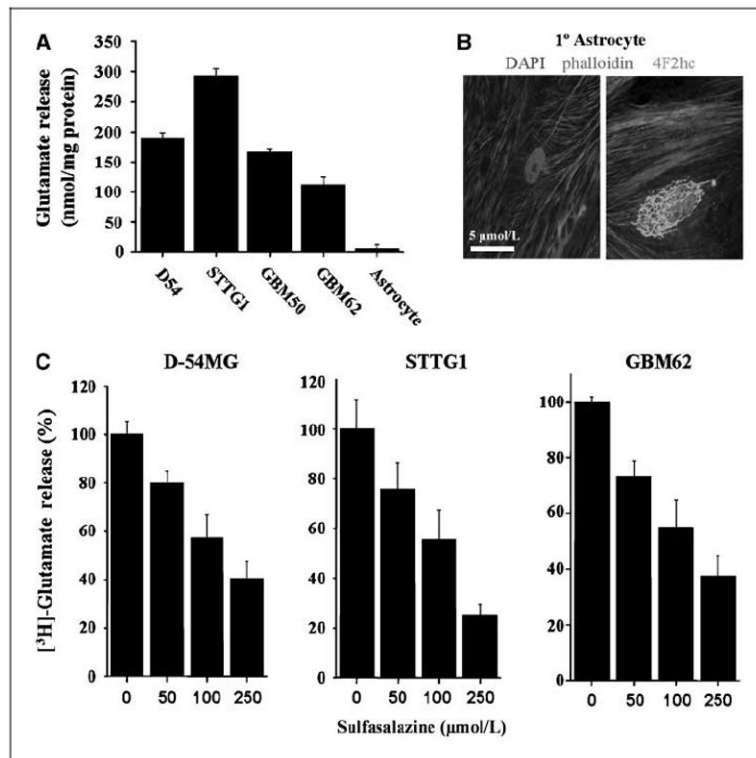 A
Glutamate release
(nmol/mg protein)
350
300
250
200
150
100
50
0
D54
STTG1
GBM50
GBM62
Astrocyte
B
1º Astrocyte
DAPI phalloidin 4F2hc
5 µmol/L
C
[³H]-Glutamate release (%)
D-54MG
120
100
80
60
40
20
0
0 50 100 250
STTG1
120
100
80
60
40
20
0
0 50 100 250
GBM62
100
80
60
40
20
0
0 50 100 250
Sulfasalazine (µmol/L)